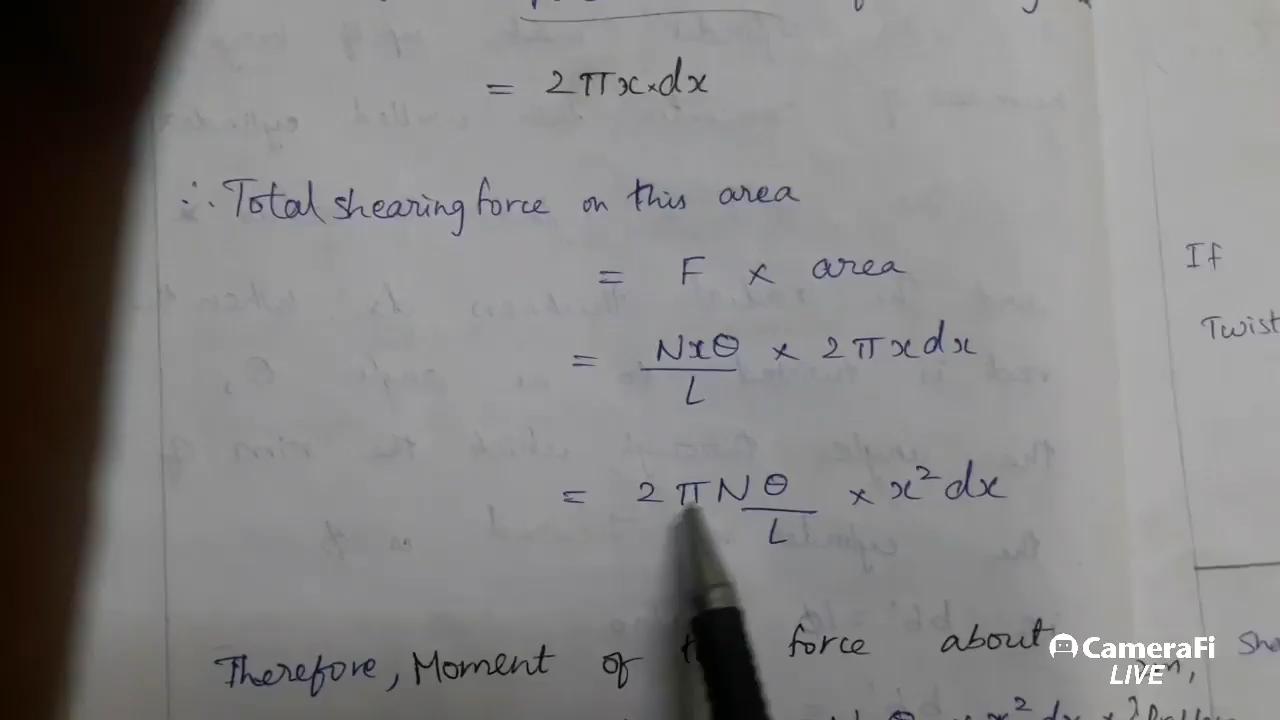 = 2πx×dx
∴ Total shearing force on this area
= F × area
= Nxθ/L × 2πxdx
= 2πNθ/L × x²dx
Therefore, Moment of force about
If
Twist
CameraFi
LIVE